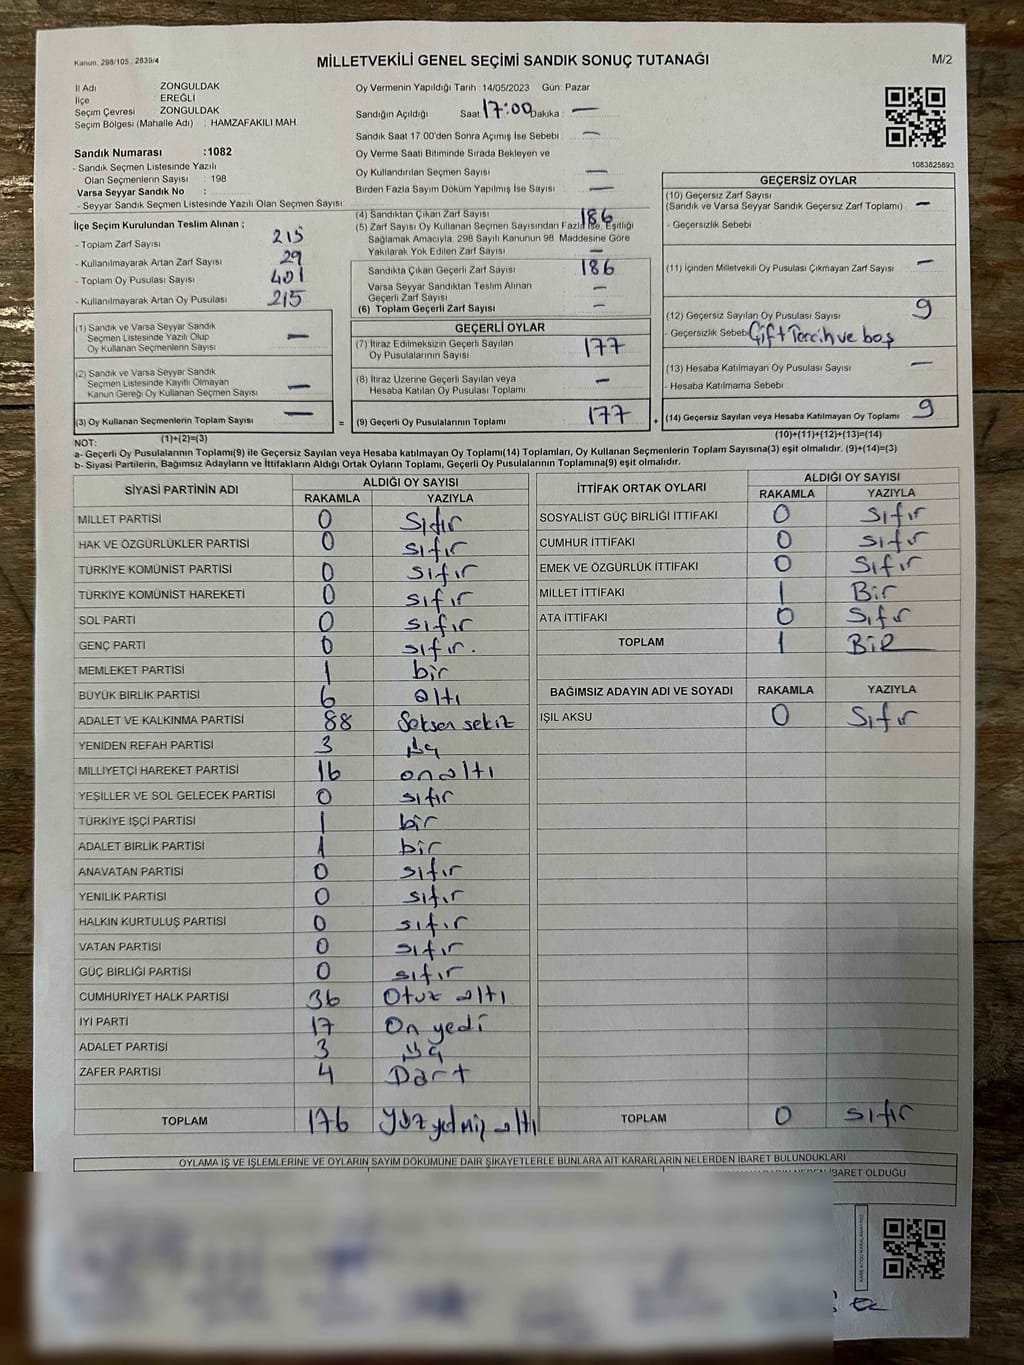 Kanun: 298/105, 2839/4
MİLLETVEKİLİ GENEL SEÇİMİ SANDIK SONUÇ TUTANAĞI
M/2
İl Adı ZONGULDAK
İlçe EREĞLİ
Seçim Çevresi ZONGULDAK
Seçim Bölgesi (Mahalle Adı) : HAMZAFAKILI MAH.
Sandık Numarası :1082
- Sandık Seçmen Listesinde Yazılı
Olan Seçmenlerin Sayısı : 198
Varsa Seyyar Sandık No :
- Seyyar Sandık Seçmen Listesinde Yazılı Olan Seçmen Sayısı
Oy Vermenin Yapıldığı Tarih : 14/05/2023 Gün: Pazar
Sandığın Açıldığı Saat 17:00 Dakika : —
Sandık Saat 17.00'den Sonra Açımış İse Sebebi : —
Oy Verme Saati Bitiminde Sırada Bekleyen ve
Oy Kullandırılan Seçmen Sayısı —
Birden Fazla Sayım Döküm Yapılmış İse Sayısı —
1083825893
İlçe Seçim Kurulundan Teslim Alınan ;
- Toplam Zarf Sayısı 215
- Kullanılmayarak Artan Zarf Sayısı : 29
- Toplam Oy Pusulası Sayısı : 401
- Kullanılmayarak Artan Oy Pusulası : 215
(1) Sandık ve Varsa Seyyar Sandık
Seçmen Listesinde Yazılı Olup
Oy Kullanan Seçmenlerin Sayısı —
(2) Sandık ve Varsa Seyyar Sandık
Seçmen Listesinde Kayıtlı Olmayan
Kanun Gereği Oy Kullanan Seçmen Sayısı —
(3) Oy Kullanan Seçmenlerin Toplam Sayısı —
(1)+(2)=(3)
(4) Sandıktan Çıkan Zarf Sayısı 186
(5) Zarf Sayısı Oy Kullanan Seçmen Sayısından Fazla İse, Eşitliği
Sağlamak Amacıyla, 298 Sayılı Kanunun 98. Maddesine Göre
Yakılarak Yok Edilen Zarf Sayısı —
Sandıkta Çıkan Geçerli Zarf Sayısı 186
Varsa Seyyar Sandıktan Teslim Alınan
Geçerli Zarf Sayısı —
(6) Toplam Geçerli Zarf Sayısı —
GEÇERLİ OYLAR
(7) İtiraz Edilmeksizin Geçerli Sayılan
Oy Pusulalarının Sayısı 177
(8) İtiraz Üzerine Geçerli Sayılan veya
Hesaba Katılan Oy Pusulası Toplamı —
= (9) Geçerli Oy Pusulalarının Toplamı 177 +
GEÇERSİZ OYLAR
(10) Geçersiz Zarf Sayısı
(Sandık ve Varsa Seyyar Sandık Geçersiz Zarf Toplamı) —
- Geçersizlik Sebebi
(11) İçinden Milletvekili Oy Pusulası Çıkmayan Zarf Sayısı —
(12) Geçersiz Sayılan Oy Pusulası Sayısı 9
- Geçersizlik Sebebi Çift Tercih ve boş
(13) Hesaba Katılmayan Oy Pusulası Sayısı —
- Hesaba Katılmama Sebebi
(14) Geçersiz Sayılan veya Hesaba Katılmayan Oy Toplamı 9
(10)+(11)+(12)+(13)=(14)
NOT:
a- Geçerli Oy Pusulalarının Toplamı(9) ile Geçersiz Sayılan veya Hesaba katılmayan Oy Toplamı(14) Toplamları, Oy Kullanan Seçmenlerin Toplam Sayısına(3) eşit olmalıdır. (9)+(14)=(3)
b- Siyasi Partilerin, Bağımsız Adayların ve İttifakların Aldığı Ortak Oyların Toplamı, Geçerli Oy Pusulalarının Toplamına(9) eşit olmalıdır.
SİYASİ PARTİNİN ADI ALDIĞI OY SAYISI
RAKAMLA YAZIYLA
MİLLET PARTİSİ 0 Sıfır
HAK VE ÖZGÜRLÜKLER PARTİSİ 0 sıfır
TÜRKİYE KOMÜNİST PARTİSİ 0 sıfır
TÜRKİYE KOMÜNİST HAREKETİ 0 sıfır
SOL PARTİ 0 sıfır
GENÇ PARTİ 0 sıfır.
MEMLEKET PARTİSİ 1 bir
BÜYÜK BİRLİK PARTİSİ 6 altı
ADALET VE KALKINMA PARTİSİ 88 Seksen sekiz
YENİDEN REFAH PARTİSİ 3 üç
MİLLİYETÇİ HAREKET PARTİSİ 16 on altı
YEŞİLLER VE SOL GELECEK PARTİSİ 0 sıfır
TÜRKİYE İŞÇİ PARTİSİ 1 bir
ADALET BİRLİK PARTİSİ 1 bir
ANAVATAN PARTİSİ 0 sıfır
YENİLİK PARTİSİ 0 sıfır
HALKIN KURTULUŞ PARTİSİ 0 sıfır
VATAN PARTİSİ 0 sıfır
GÜÇ BİRLİĞİ PARTİSİ 0 sıfır
CUMHURİYET HALK PARTİSİ 36 Otuz altı
İYİ PARTİ 17 On yedi
ADALET PARTİSİ 3 üç
ZAFER PARTİSİ 4 Dört
TOPLAM 176 Yüz yetmiş altı
İTTİFAK ORTAK OYLARI ALDIĞI OY SAYISI
RAKAMLA YAZIYLA
SOSYALİST GÜÇ BİRLİĞİ İTTİFAKI 0 Sıfır
CUMHUR İTTİFAKI 0 sıfır
EMEK VE ÖZGÜRLÜK İTTİFAKI 0 Sıfır
MİLLET İTTİFAKI 1 Bir
ATA İTTİFAKI 0 Sıfır
TOPLAM 1 BİR
BAĞIMSIZ ADAYIN ADI VE SOYADI RAKAMLA YAZIYLA
IŞIL AKSU 0 Sıfır
TOPLAM 0 sıfır
OYLAMA İŞ VE İŞLEMLERİNE VE OYLARIN SAYIM DÖKÜMÜNE DAİR ŞİKAYETLERLE BUNLARA AİT KARARLARIN NELERDEN İBARET BULUNDUKLARI
İBARET OLDUĞU